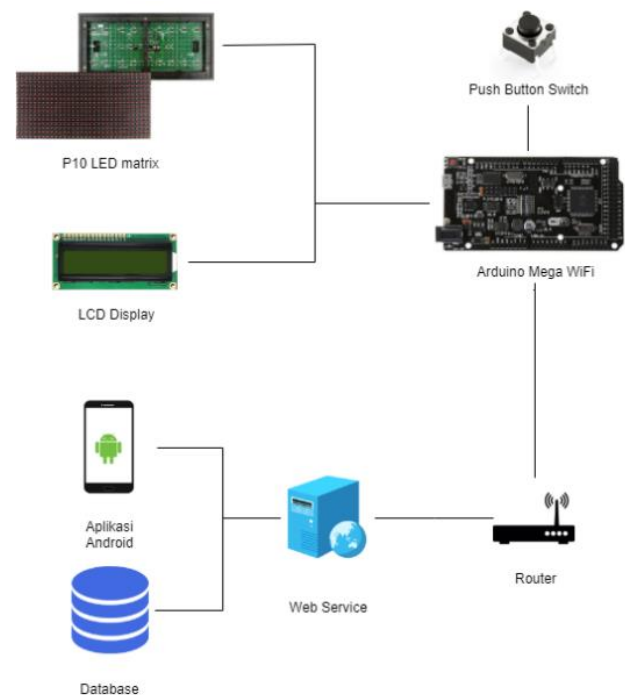 Push Button Switch
P10 LED matrix
Arduino Mega WiFi
LCD Display
Aplikasi
Android
Web Service
Router
Database